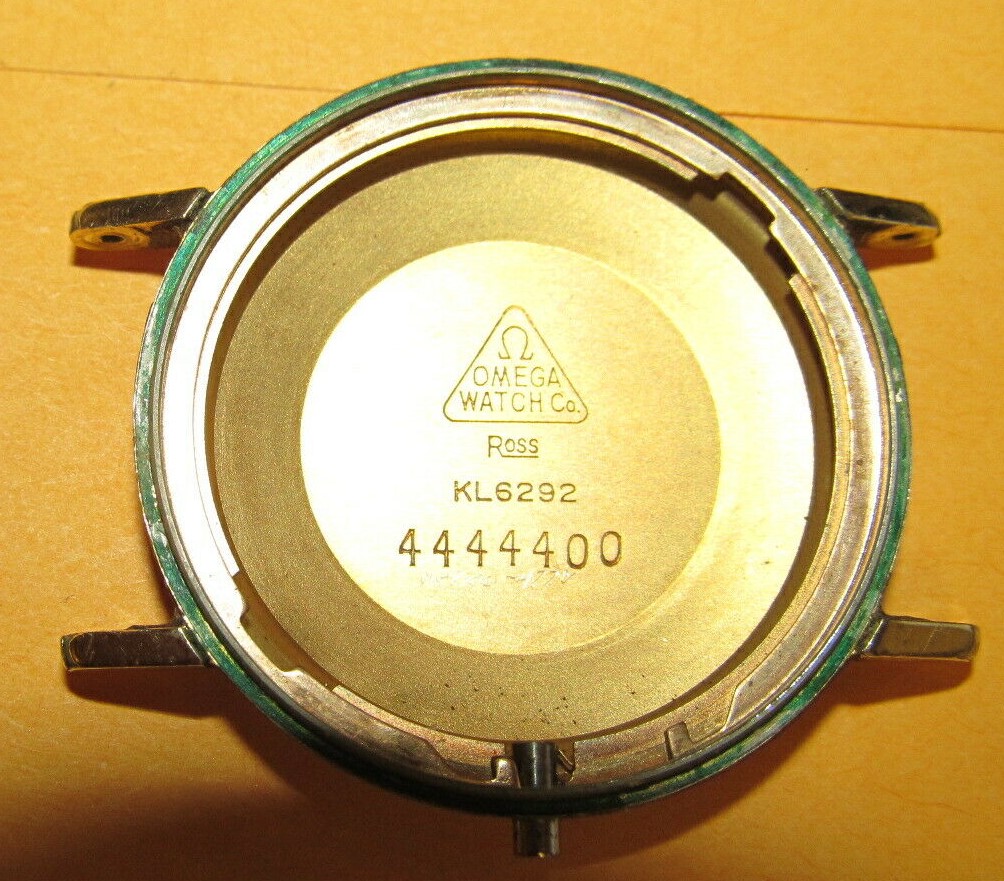 Ω
OMEGA
WATCH Co.
Ross
KL6292
4444400